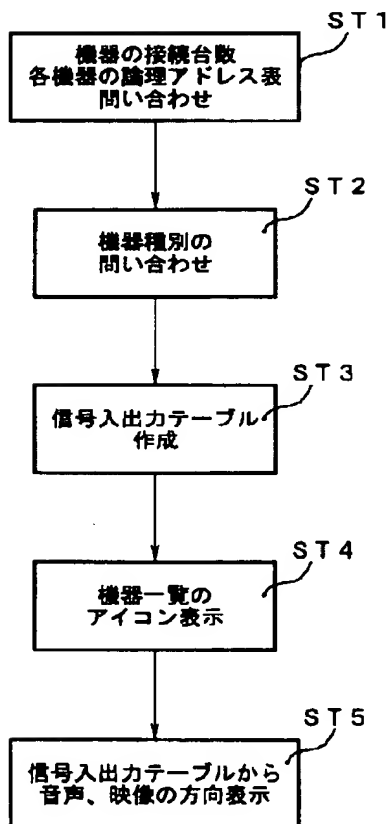 ST1
機器の接続台数
各機器の論理アドレス表
問い合わせ
ST2
機器種別の
問い合わせ
ST3
信号入出力テーブル
作成
ST4
機器一覧の
アイコン表示
ST5
信号入出力テーブルから
音声、映像の方向表示